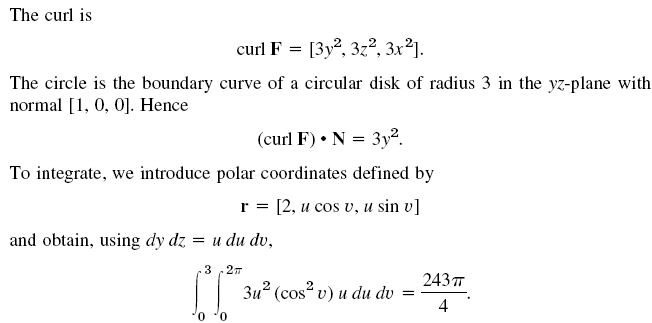 The curl is
curl F = [3y², 3z², 3x²].
The circle is the boundary curve of a circular disk of radius 3 in the yz-plane with
normal [1, 0, 0]. Hence
(curl F) • N = 3y².
To integrate, we introduce polar coordinates defined by
r = [2, u cos v, u sin v]
and obtain, using dy dz = u du dv,
∫₀³ ∫₀²π 3u² (cos² v) u du dv = 243π/4.